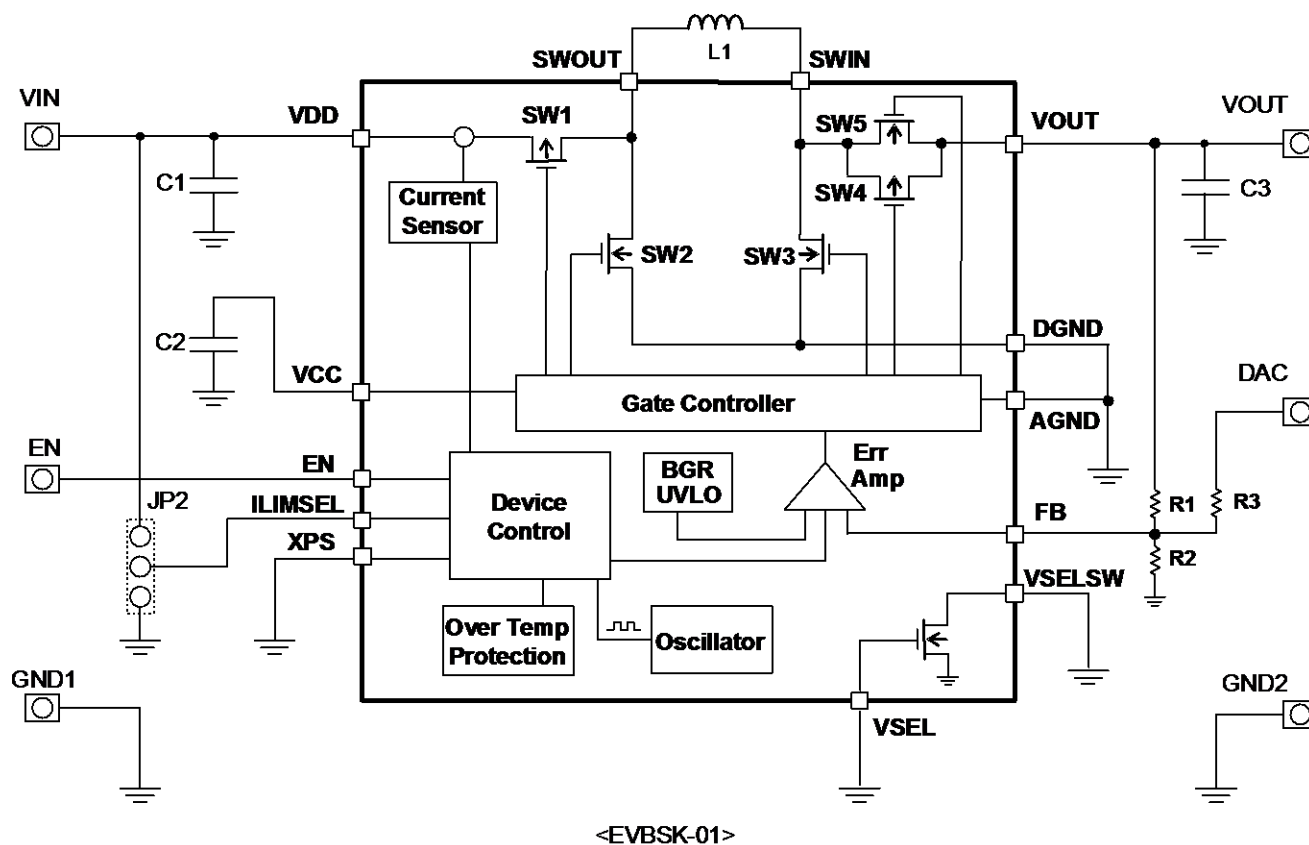 L1
SWOUT
SWIN
VIN
VDD
SW1
SW5
VOUT
VOUT
C1
Current
Sensor
SW4
C3
SW2
SW3
C2
DGND
VCC
Gate Controller
DAC
AGND
EN
EN
BGR
UVLO
Err
Amp
JP2
ILIMSEL
Device
Control
R1
R3
FB
XPS
R2
VSELSW
Over Temp
Protection
Oscillator
GND1
GND2
VSEL
<EVBSK-01>